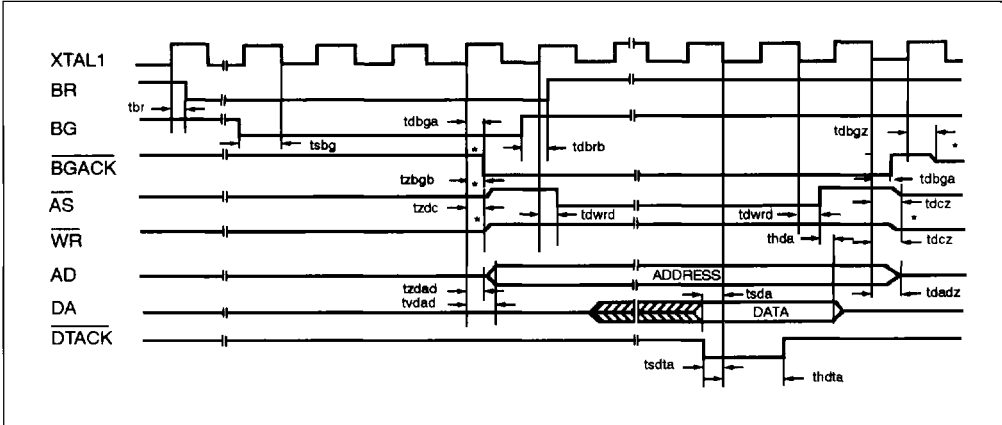 XTAL1
BR
tbr
BG
tdbga
tsbg
tdbrb
tdbgz
*
*
BGACK
tzbgb
*
tdbga
AS
tzdc
*
tdwrd
tdwrd
tdcz
*
WR
thda
tdcz
AD
ADDRESS
tzdad
tvdad
tsda
tdadz
DA
DATA
DTACK
tsdta
thdta